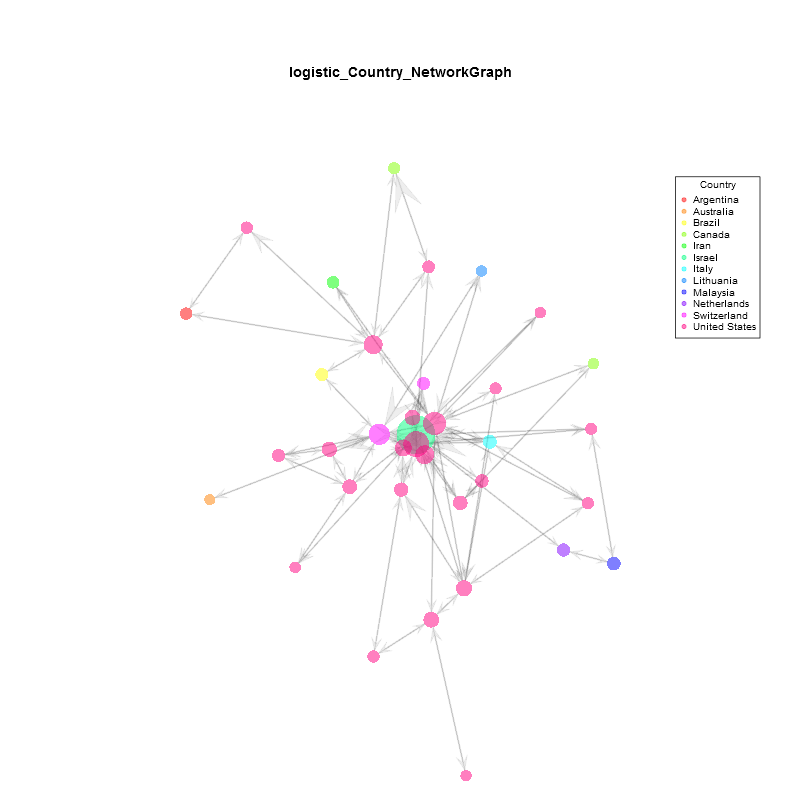 logistic_Country_NetworkGraph
Country
Argentina
Australia
Brazil
Canada
Iran
Israel
Italy
Lithuania
Malaysia
Netherlands
Switzerland
United States